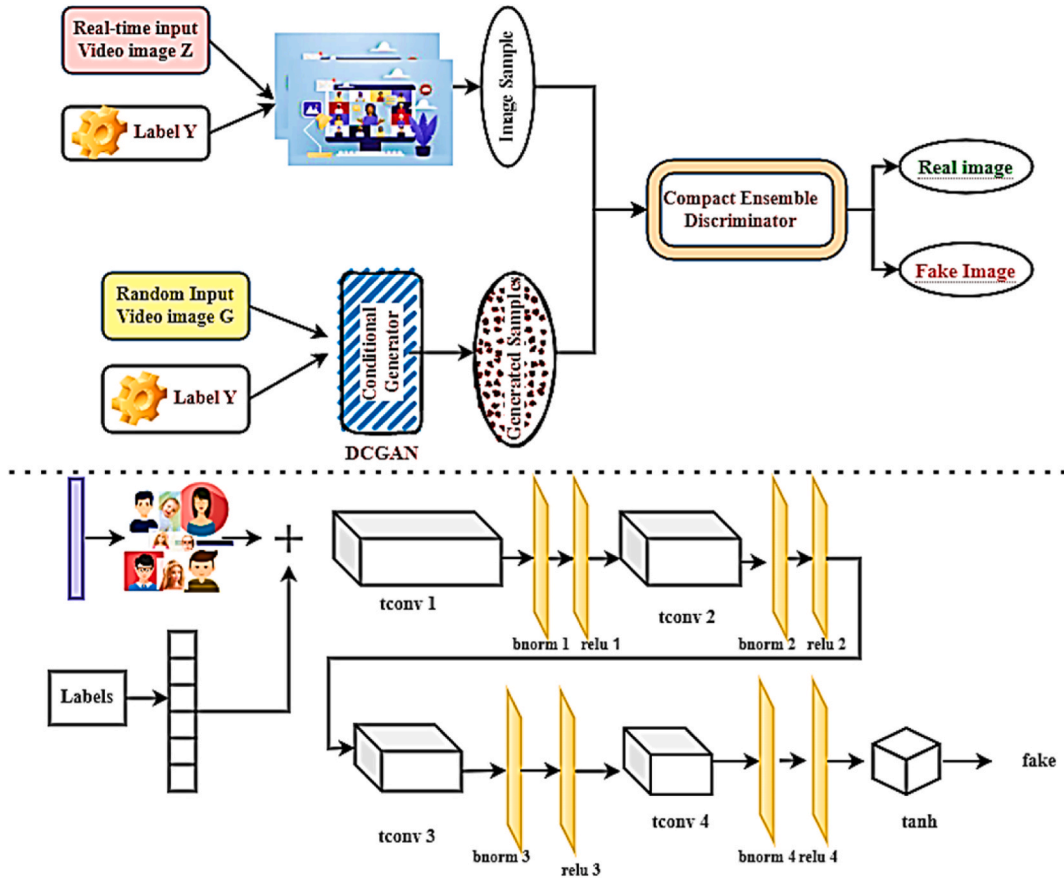 Real-time input
Video image Z
Label Y
Image Sample
Compact Ensemble
Discriminator
Real image
Fake Image
Random Input
Video image G
Label Y
Conditional
Generator
DCGAN
Generated Samples
tconv 1
bnorm 1
relu 1
tconv 2
bnorm 2
relu 2
Labels
tconv 3
bnorm 3
relu 3
tconv 4
bnorm 4
relu 4
tanh
fake